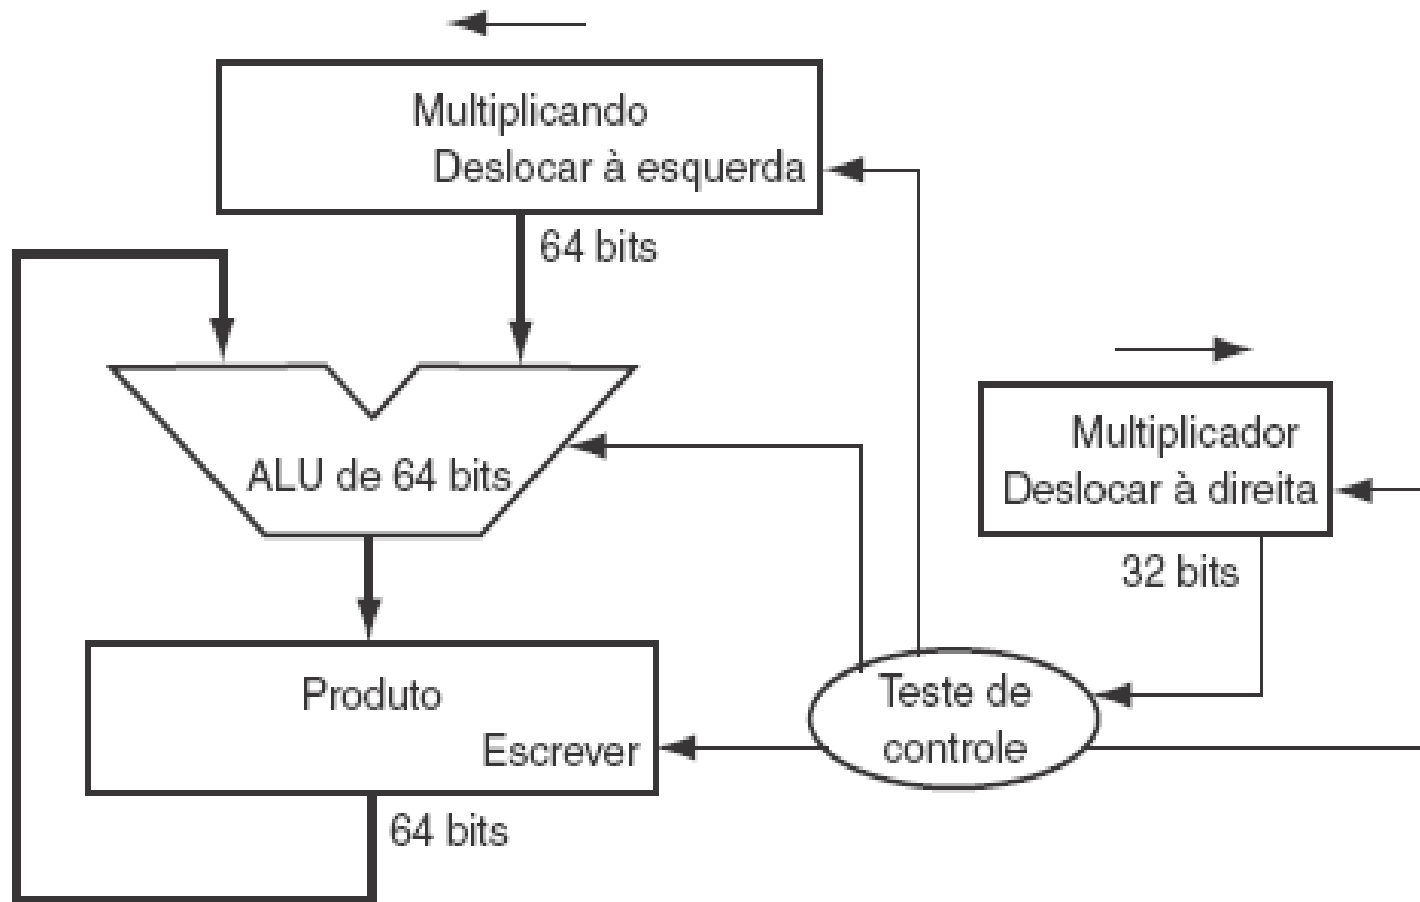 Multiplicando
Deslocar à esquerda
64 bits
ALU de 64 bits
Multiplicador
Deslocar à direita
32 bits
Teste de
controle
Produto
Escrever
64 bits